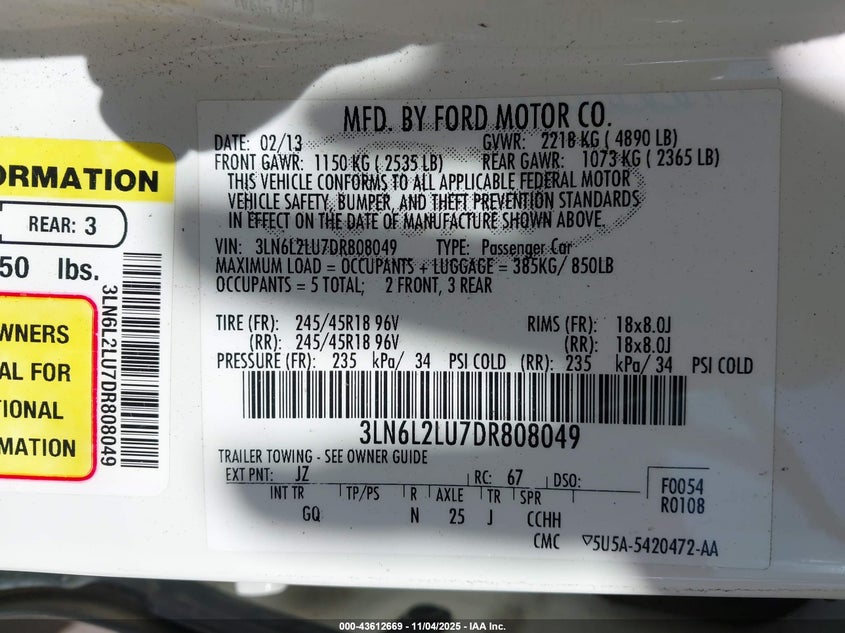 ORMATION
REAR: 3
50 lbs.
WNERS
AL FOR
TIONAL
MATION
3LN6L2LU7DR808049
MFD. BY FORD MOTOR CO.
DATE: 02/13 GVWR: 2218 KG ( 4890 LB)
FRONT GAWR: 1150 KG ( 2535 LB) REAR GAWR: 1073 KG ( 2365 LB)
THIS VEHICLE CONFORMS TO ALL APPLICABLE FEDERAL MOTOR
VEHICLE SAFETY, BUMPER, AND THEFT PREVENTION STANDARDS
IN EFFECT ON THE DATE OF MANUFACTURE SHOWN ABOVE.
VIN: 3LN6L2LU7DR808049 TYPE: Passenger Car
MAXIMUM LOAD = OCCUPANTS + LUGGAGE = 385KG/ 850LB
OCCUPANTS = 5 TOTAL; 2 FRONT, 3 REAR
TIRE (FR): 245/45R18 96V RIMS (FR): 18x8.0J
(RR): 245/45R18 96V (RR): 18x8.0J
PRESSURE (FR): 235 kPa/ 34 PSI COLD (RR): 235 kPa/ 34 PSI COLD
3LN6L2LU7DR808049
TRAILER TOWING - SEE OWNER GUIDE
EXT PNT: JZ RC: 67 DSO: F0054
R0108
INT TR TP/PS R AXLE TR SPR
GQ N 25 J CCHH
CMC ▽5U5A-5420472-AA
000-43612669 - 11/04/2025 - IAA Inc.